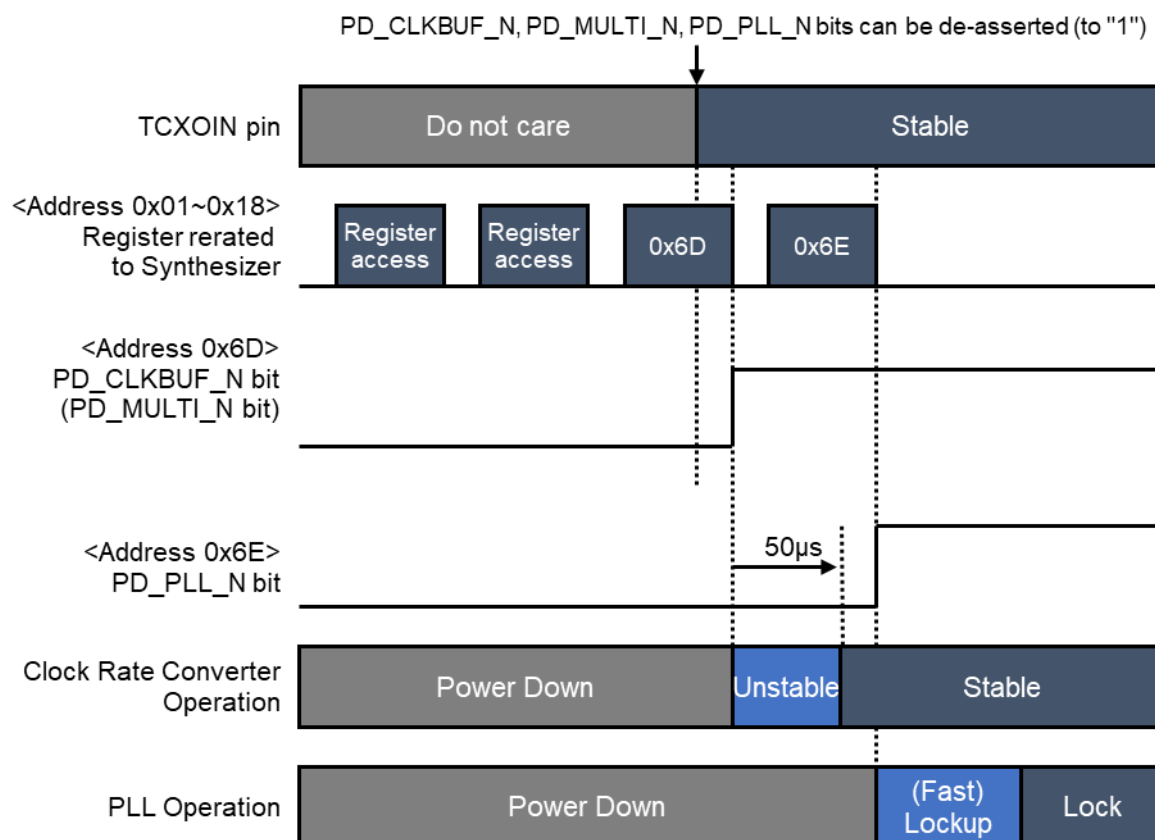 PD_CLKBUF_N, PD_MULTI_N, PD_PLL_N bits can be de-asserted (to "1")
TCXOIN pin
Do not care
Stable
<Address 0x01~0x18>
Register rerated
to Synthesizer
Register
access
Register
access
0x6D
0x6E
<Address 0x6D>
PD_CLKBUF_N bit
(PD_MULTI_N bit)
<Address 0x6E>
PD_PLL_N bit
50μs
Clock Rate Converter
Operation
Power Down
Unstable
Stable
PLL Operation
Power Down
(Fast)
Lockup
Lock